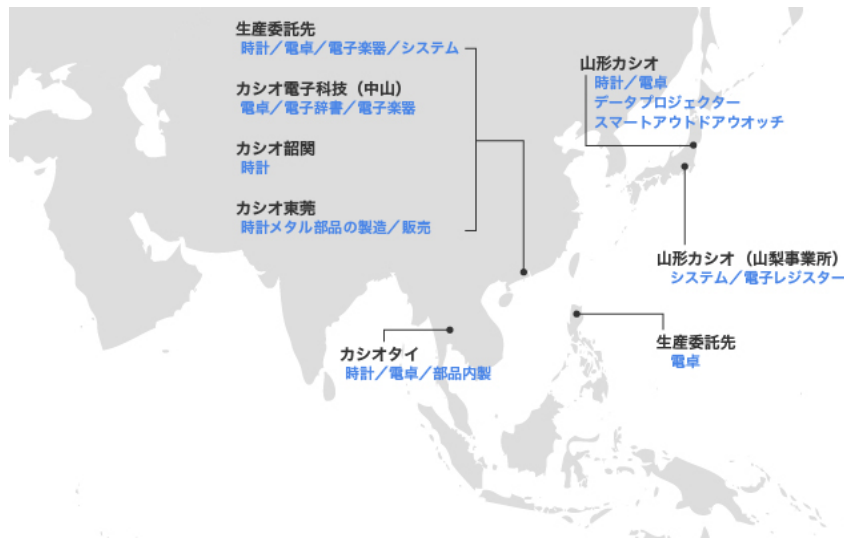 生産委託先
時計／電卓／電子楽器／システム
カシオ電子科技（中山）
電卓／電子辞書／電子楽器
カシオ韶関
時計
カシオ東莞
時計メタル部品の製造／販売
山形カシオ
時計／電卓
データプロジェクター
スマートアウトドアウオッチ
山形カシオ（山梨事業所）
システム／電子レジスター
生産委託先
電卓
カシオタイ
時計／電卓／部品内製